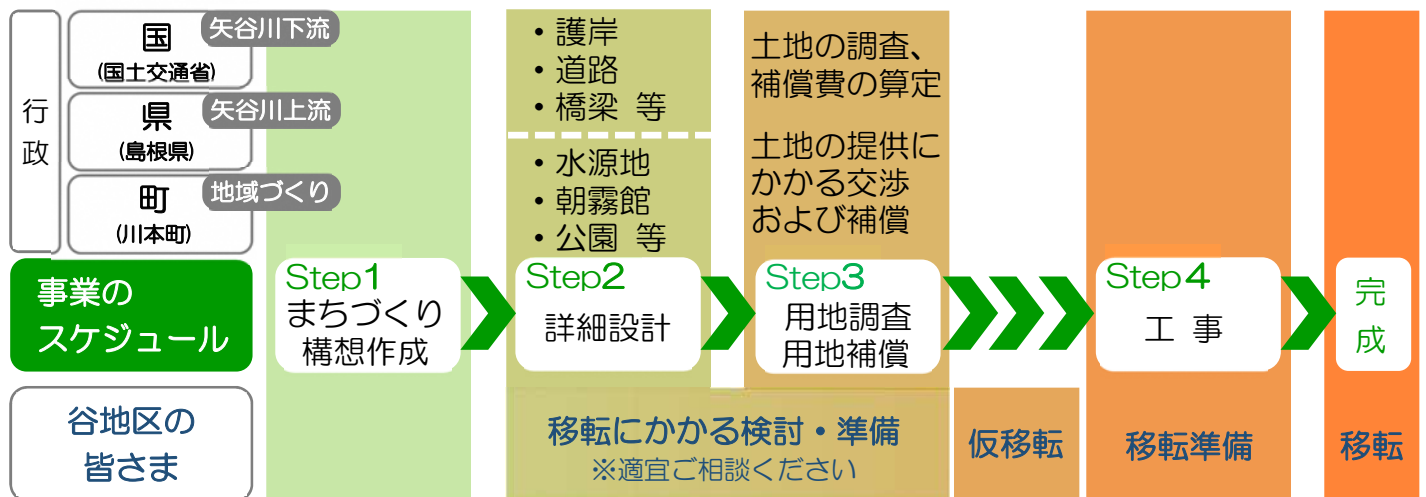 行政
国
(国土交通省)
矢谷川下流
県
(島根県)
矢谷川上流
町
(川本町)
地域づくり
・護岸
・道路
・橋梁 等
・水源地
・朝霧館
・公園 等
土地の調査、
補償費の算定
土地の提供に
かかる交渉
および補償
事業の
スケジュール
Step1
まちづくり
構想作成
Step2
詳細設計
Step3
用地調査
用地補償
Step4
工 事
完成
谷地区の
皆さま
移転にかかる検討・準備
※適宜ご相談ください
仮移転
移転準備
移転